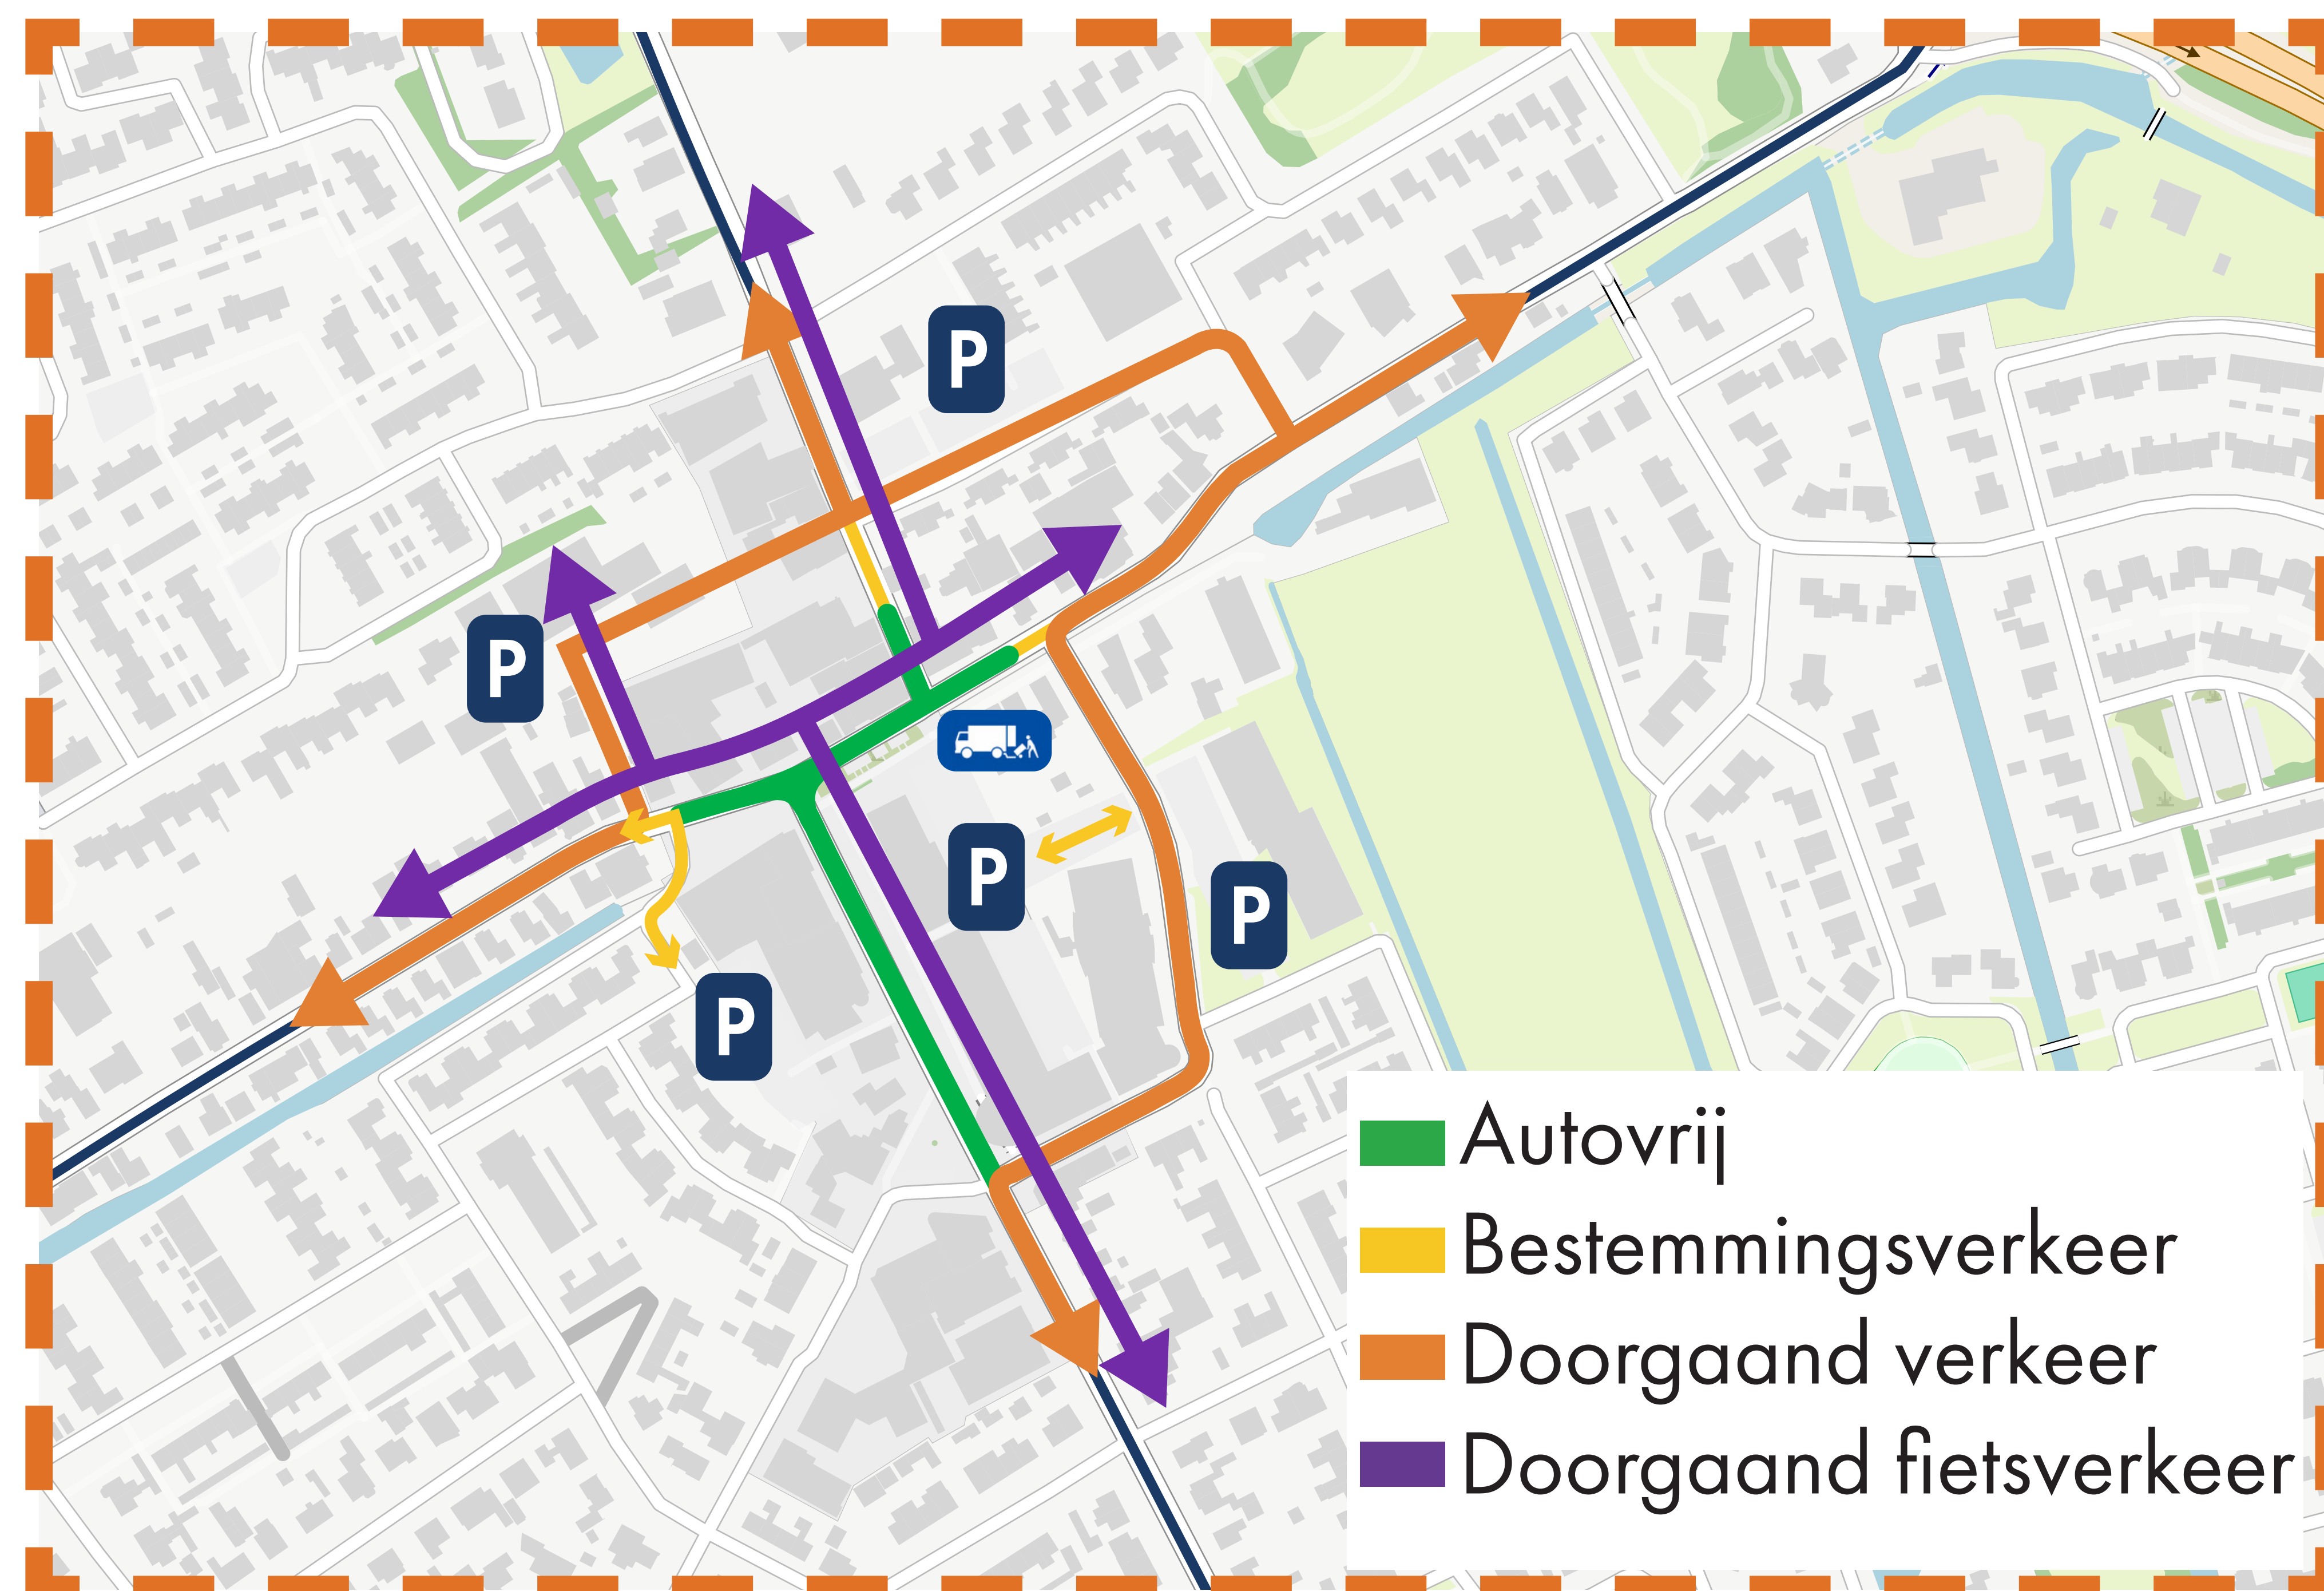 P
P
P
P
P
Autovrij
Bestemmingsverkeer
Doorgaand verkeer
Doorgaand fietsverkeer